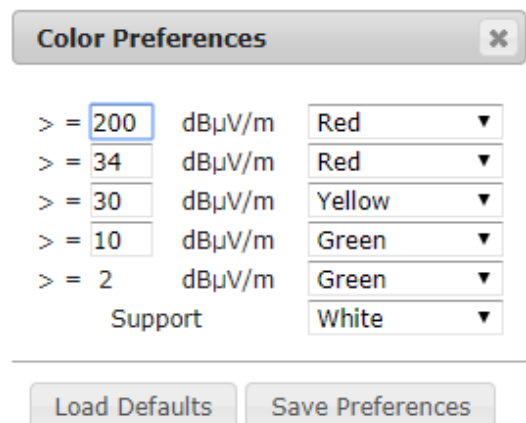 Color Preferences
> = 200 dBµV/m Red
> = 34 dBµV/m Red
> = 30 dBµV/m Yellow
> = 10 dBµV/m Green
> = 2 dBµV/m Green
Support White
Load Defaults Save Preferences